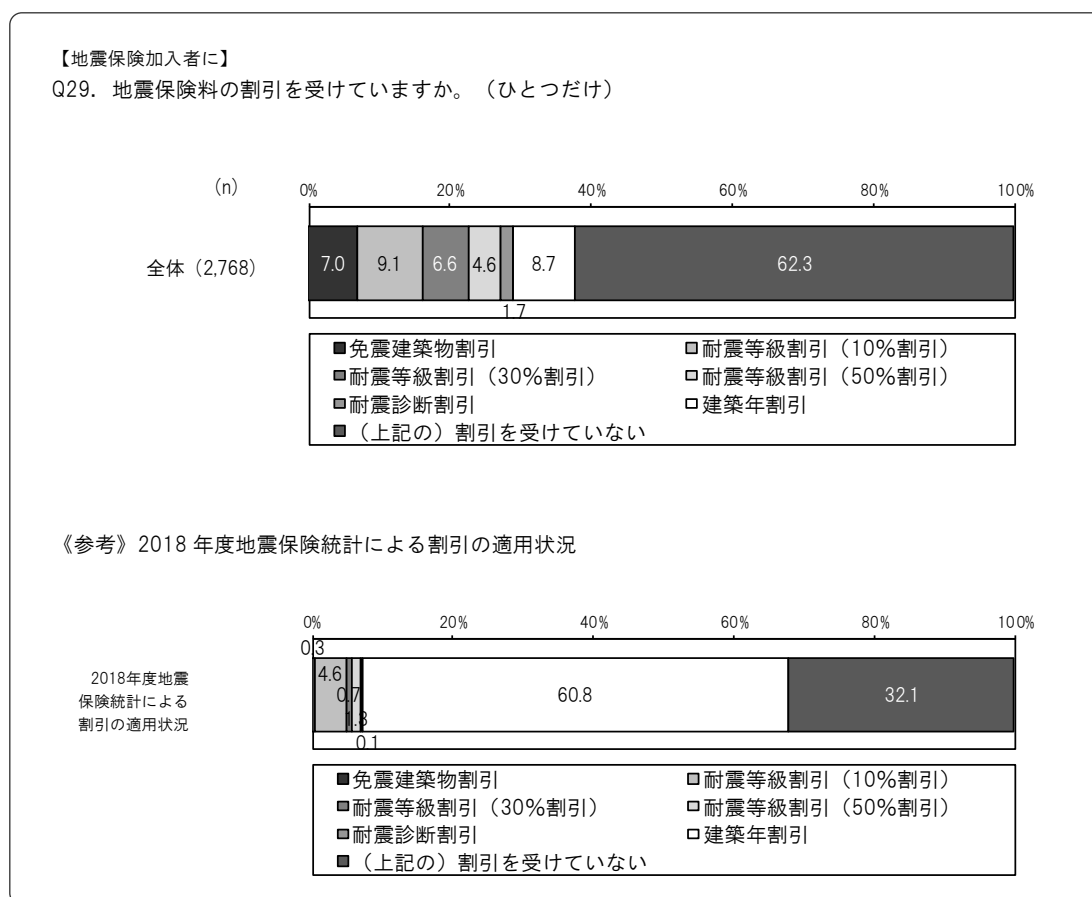 【地震保険加入者に】
Q29. 地震保険料の割引を受けていますか。（ひとつだけ）
(n) 0% 20% 40% 60% 80% 100%
全体（2,768） 7.0 9.1 6.6 4.6 8.7 62.3
1.7
■免震建築物割引 □耐震等級割引（10%割引）
■耐震等級割引（30%割引） □耐震等級割引（50%割引）
■耐震診断割引 □建築年割引
■（上記の）割引を受けていない
《参考》2018 年度地震保険統計による割引の適用状況
0% 20% 40% 60% 80% 100%
0.3
2018年度地震
保険統計による
割引の適用状況
4.6 0.7 1.3 60.8 32.1
0.1
■免震建築物割引 □耐震等級割引（10%割引）
■耐震等級割引（30%割引） □耐震等級割引（50%割引）
■耐震診断割引 □建築年割引
■（上記の）割引を受けていない